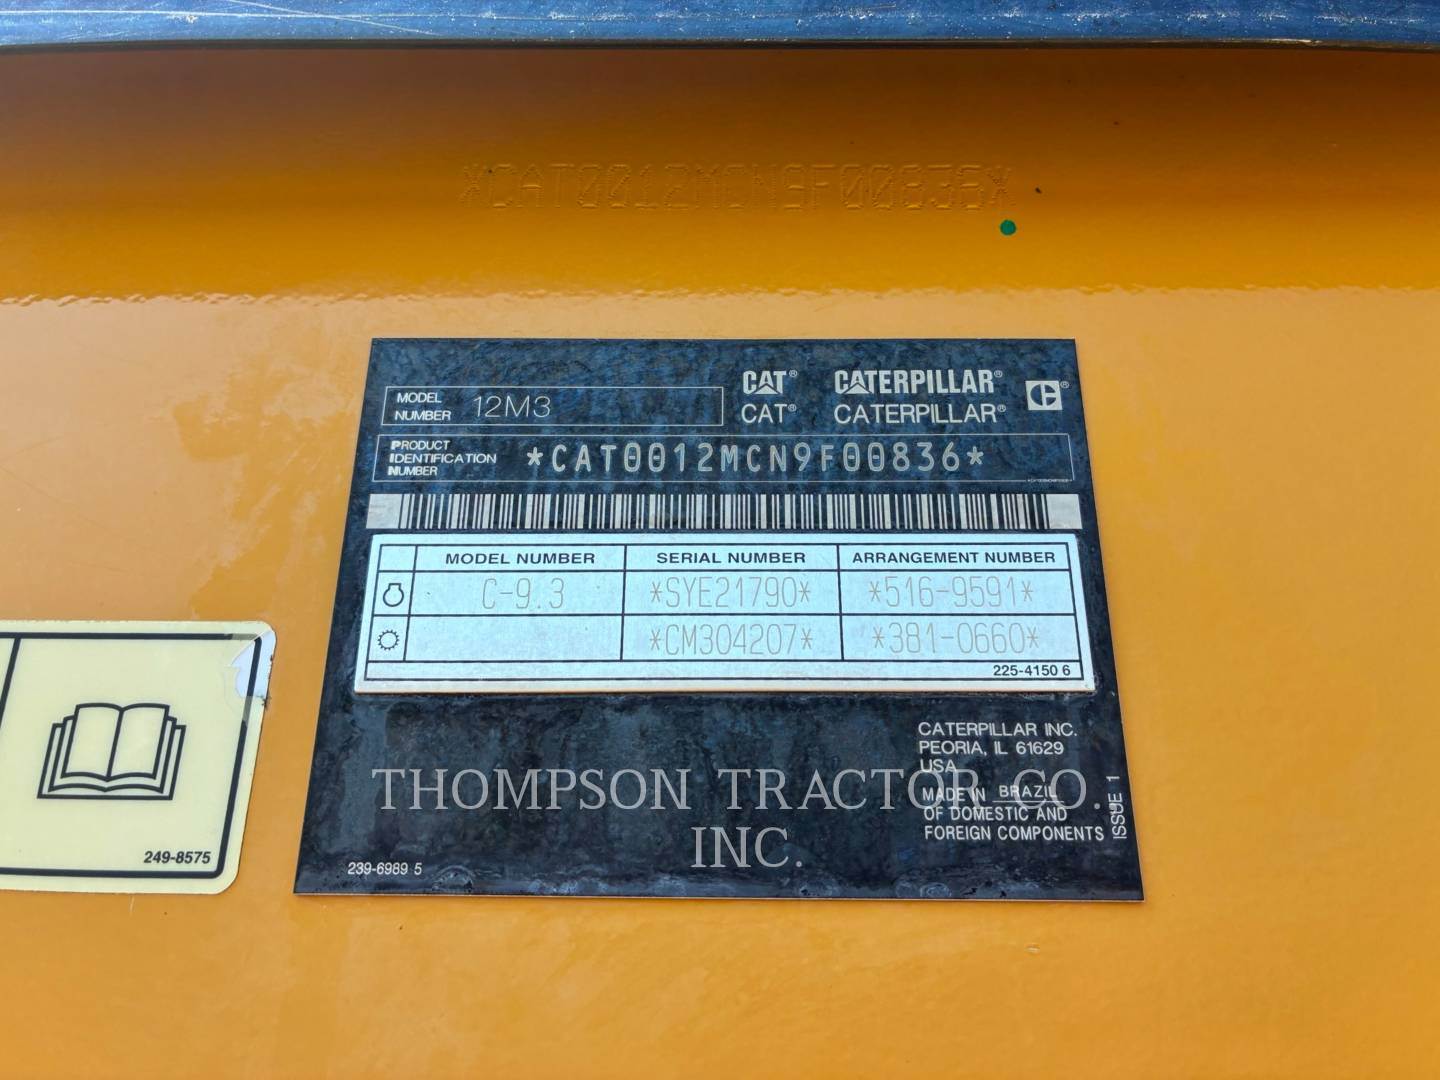 *CAT0012MCN9F00836*
MODEL NUMBER 12M3
CAT® CATERPILLAR® ®
CAT® CATERPILLAR®
PRODUCT IDENTIFICATION NUMBER *CAT0012MCN9F00836*
MODEL NUMBER SERIAL NUMBER ARRANGEMENT NUMBER
C-9.3 *SYE21790* *516-9591*
*CM304207* *381-0660*
225-4150 6
CATERPILLAR INC.
PEORIA, IL 61629
USA
MADE IN BRAZIL
OF DOMESTIC AND
FOREIGN COMPONENTS
ISSUE 1
239-6989 5
249-8575
THOMPSON TRACTOR CO.
INC.